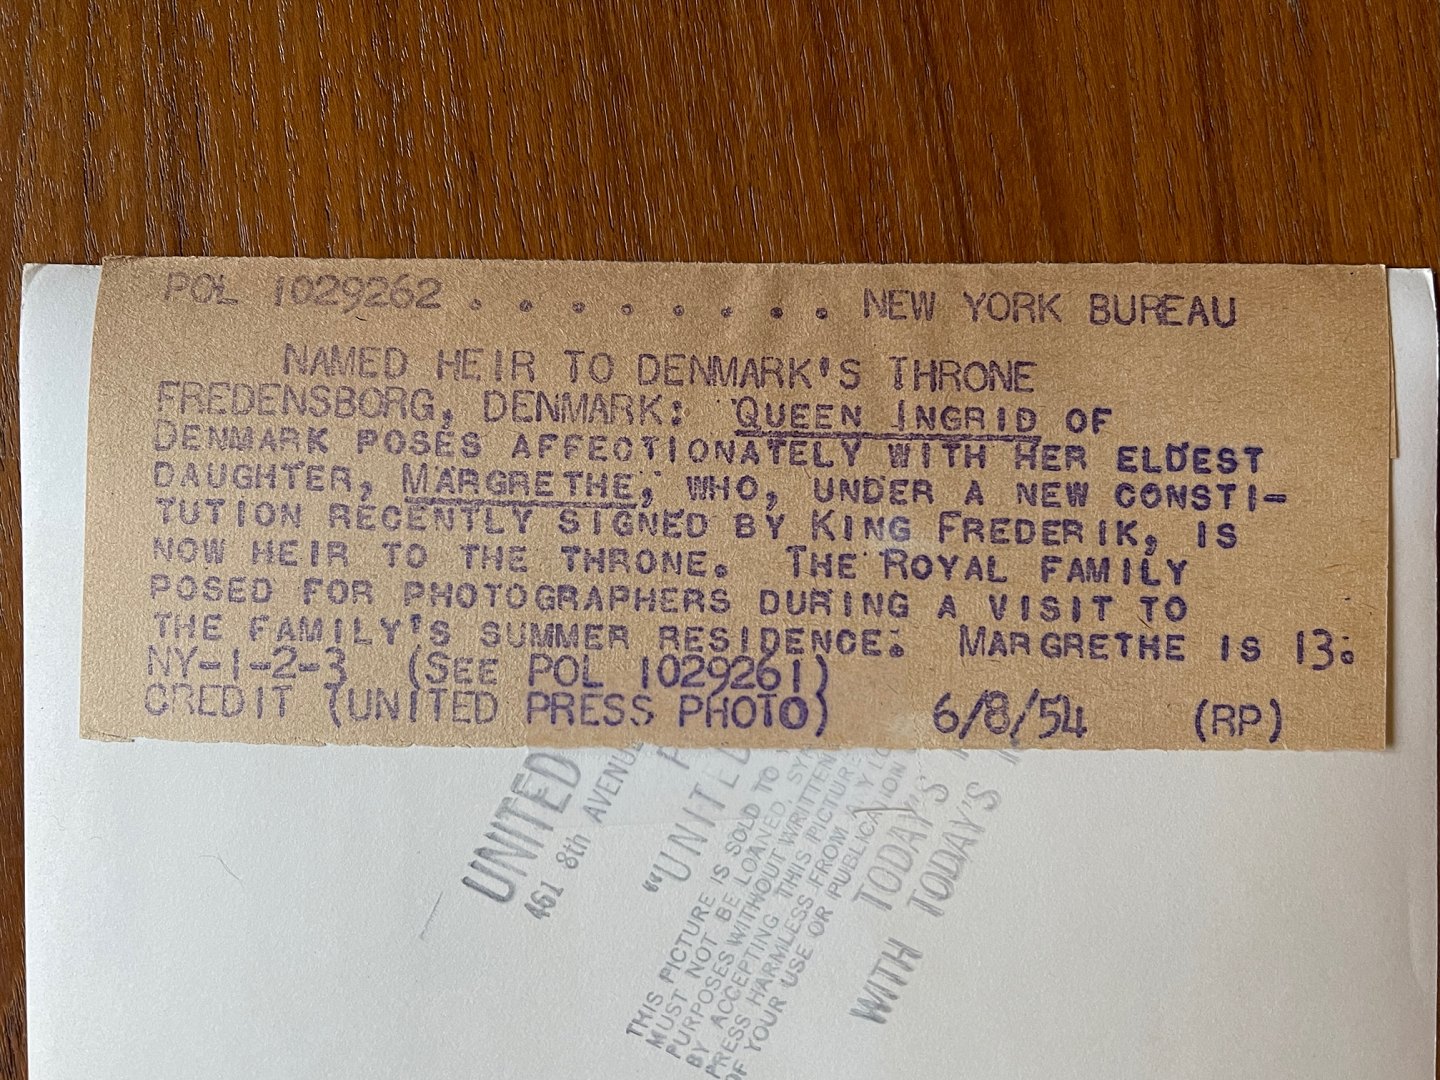 POL 1029262 . . . . . . . . NEW YORK BUREAU
NAMED HEIR TO DENMARK'S THRONE
FREDENSBORG, DENMARK: QUEEN INGRID OF
DENMARK POSES AFFECTIONATELY WITH HER ELDEST
DAUGHTER, MARGRETHE, WHO, UNDER A NEW CONSTI-
TUTION RECENTLY SIGNED BY KING FREDERIK, IS
NOW HEIR TO THE THRONE. THE ROYAL FAMILY
POSED FOR PHOTOGRAPHERS DURING A VISIT TO
THE FAMILY'S SUMMER RESIDENCE. MARGRETHE IS 13.
NY-1-2-3 (SEE POL 1029261)
CREDIT (UNITED PRESS PHOTO) 6/8/54 (RP)
UNITED
461 8th AVENUE
"UNITED
THIS PICTURE IS SOLD TO
MUST NOT BE LOANED,
PURPOSES WITHOUT WRITTEN
BY ACCEPTING THIS PICTURE
PRESS HARMLESS FROM
OF YOUR USE OR PUBLICATION
TODAY'S
WITH TODAY'S